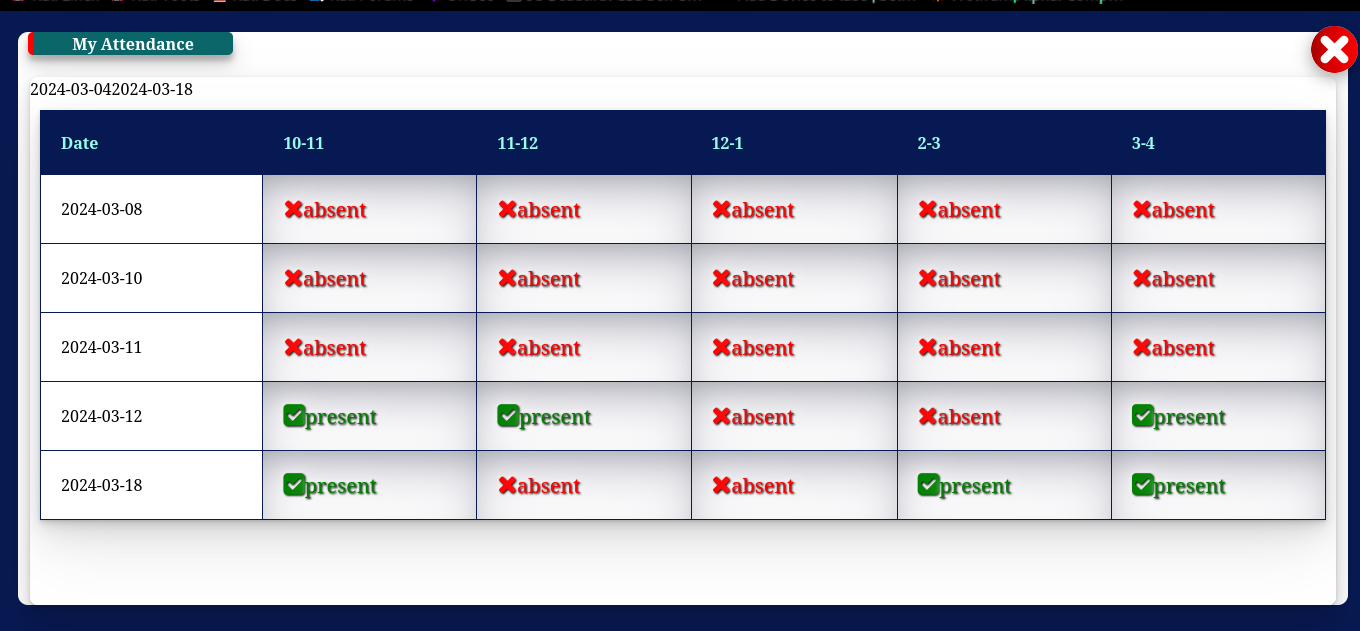 My Attendance
2024-03-042024-03-18
Date 10-11 11-12 12-1 2-3 3-4
2024-03-08 absent absent absent absent absent
2024-03-10 absent absent absent absent absent
2024-03-11 absent absent absent absent absent
2024-03-12 present present absent absent present
2024-03-18 present absent absent present present